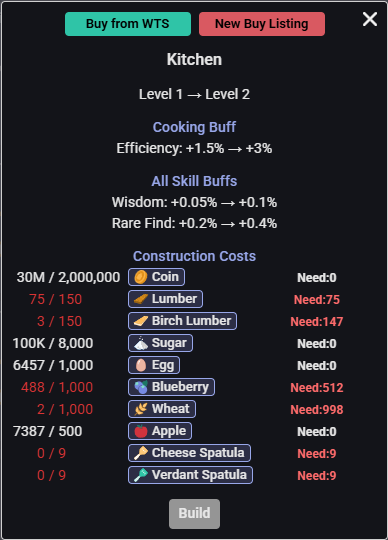 Buy from WTS New Buy Listing
Kitchen
Level 1 → Level 2
Cooking Buff
Efficiency: +1.5% → +3%
All Skill Buffs
Wisdom: +0.05% → +0.1%
Rare Find: +0.2% → +0.4%
Construction Costs
30M / 2,000,000 Coin Need:0
75 / 150 Lumber Need:75
3 / 150 Birch Lumber Need:147
100K / 8,000 Sugar Need:0
6457 / 1,000 Egg Need:0
488 / 1,000 Blueberry Need:512
2 / 1,000 Wheat Need:998
7387 / 500 Apple Need:0
0 / 9 Cheese Spatula Need:9
0 / 9 Verdant Spatula Need:9
Build